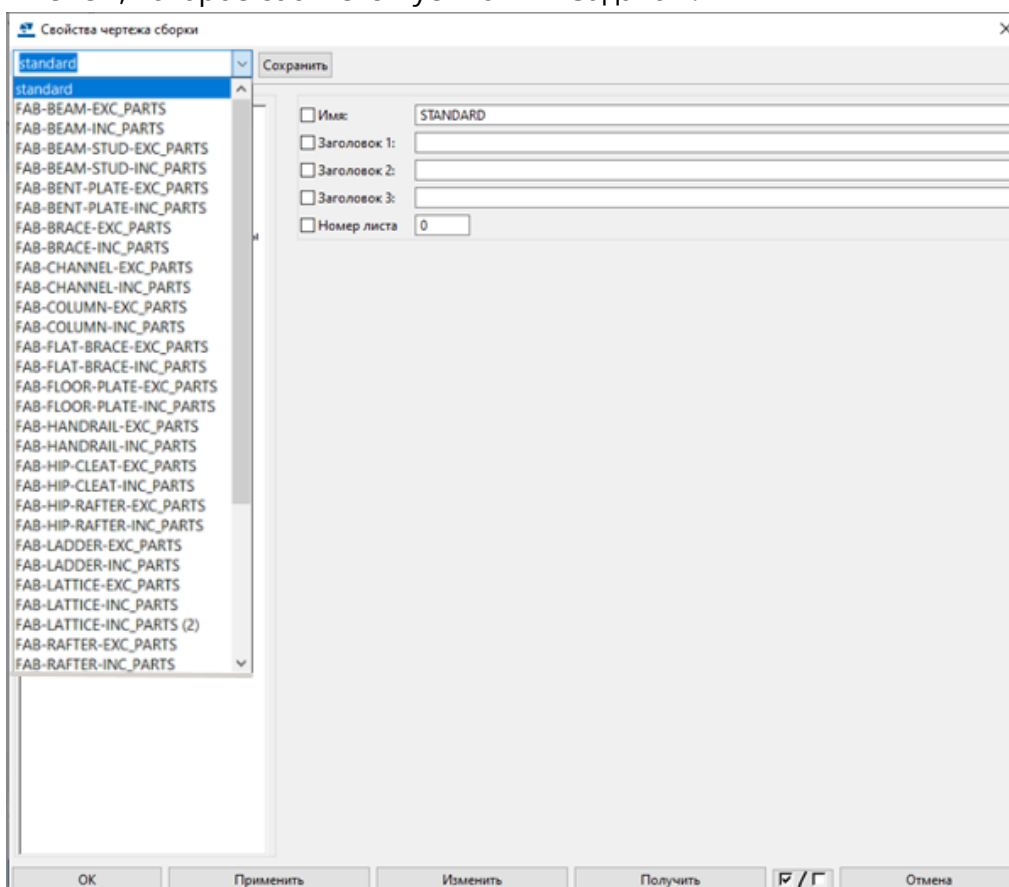 Свойства чертежа сборки
standard
Сохранить
standard
FAB-BEAM-EXC_PARTS
FAB-BEAM-INC_PARTS
FAB-BEAM-STUD-EXC_PARTS
FAB-BEAM-STUD-INC_PARTS
FAB-BENT-PLATE-EXC_PARTS
FAB-BENT-PLATE-INC_PARTS
FAB-BRACE-EXC_PARTS
FAB-BRACE-INC_PARTS
FAB-CHANNEL-EXC_PARTS
FAB-CHANNEL-INC_PARTS
FAB-COLUMN-EXC_PARTS
FAB-COLUMN-INC_PARTS
FAB-FLAT-BRACE-EXC_PARTS
FAB-FLAT-BRACE-INC_PARTS
FAB-FLOOR-PLATE-EXC_PARTS
FAB-FLOOR-PLATE-INC_PARTS
FAB-HANDRAIL-EXC_PARTS
FAB-HANDRAIL-INC_PARTS
FAB-HIP-CLEAT-EXC_PARTS
FAB-HIP-CLEAT-INC_PARTS
FAB-HIP-RAFTER-EXC_PARTS
FAB-HIP-RAFTER-INC_PARTS
FAB-LADDER-EXC_PARTS
FAB-LADDER-INC_PARTS
FAB-LATTICE-EXC_PARTS
FAB-LATTICE-INC_PARTS
FAB-LATTICE-INC_PARTS (2)
FAB-RAFTER-EXC_PARTS
FAB-RAFTER-INC_PARTS
Имя: STANDARD
Заголовок 1:
Заголовок 2:
Заголовок 3:
Номер листа 0
OK Применить Изменить Получить Отмена